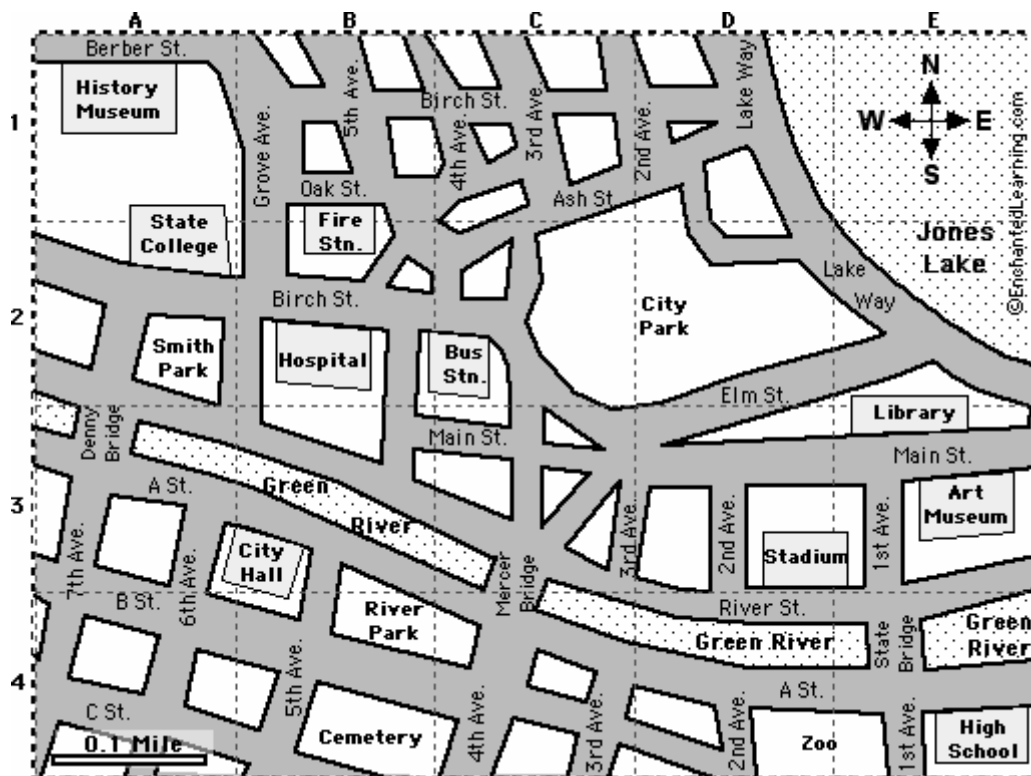 A B C D E
Berber St.
N
W E
S
©EnchantedLearning.com
History
Museum
5th Ave.
Birch St.
3rd Ave.
2nd Ave.
Lake Way
1
Grove Ave.
4th Ave.
Oak St.
Ash St.
State
College
Fire
Stn.
Jones
Lake
Lake
Way
Birch St.
City
Park
2
Smith
Park
Hospital
Bus
Stn.
Elm St.
Library
Denny
Bridge
Main St.
Main St.
A St.
Green
River
Art
Museum
3
7th Ave.
6th Ave.
City
Hall
3rd Ave.
2nd Ave.
Stadium
1st Ave.
Mercer
Bridge
B St.
River
Park
River St.
Green River
State
Bridge
Green
River
4
5th Ave.
A St.
C St.
4th Ave.
3rd Ave.
2nd Ave.
1st Ave.
0.1 Mile
Cemetery
Zoo
High
School